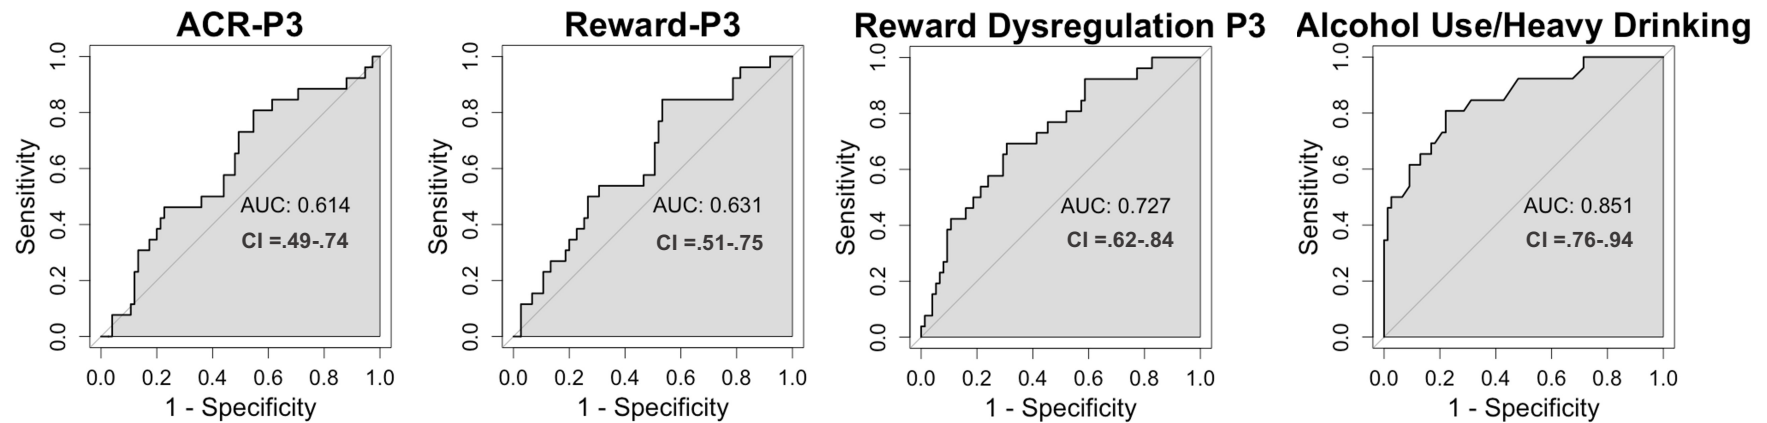 ACR-P3
Sensitivity
0.0 0.2 0.4 0.6 0.8 1.0
AUC: 0.614
CI =.49-.74
0.0 0.2 0.4 0.6 0.8 1.0
1 - Specificity
Reward-P3
Sensitivity
0.0 0.2 0.4 0.6 0.8 1.0
AUC: 0.631
CI =.51-.75
0.0 0.2 0.4 0.6 0.8 1.0
1 - Specificity
Reward Dysregulation P3
Sensitivity
0.0 0.2 0.4 0.6 0.8 1.0
AUC: 0.727
CI =.62-.84
0.0 0.2 0.4 0.6 0.8 1.0
1 - Specificity
Alcohol Use/Heavy Drinking
Sensitivity
0.0 0.2 0.4 0.6 0.8 1.0
AUC: 0.851
CI =.76-.94
0.0 0.2 0.4 0.6 0.8 1.0
1 - Specificity